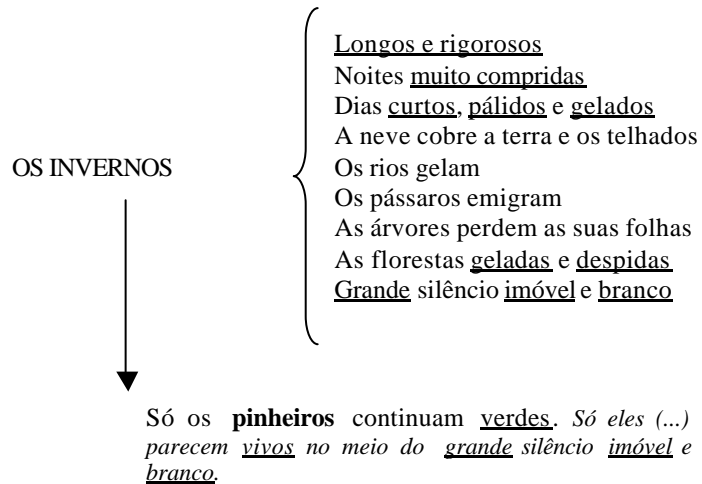 Longos e rigorosos
Noites muito compridas
Dias curtos, pálidos e gelados
A neve cobre a terra e os telhados
OS INVERNOS
Os rios gelam
Os pássaros emigram
As árvores perdem as suas folhas
As florestas geladas e despidas
Grande silêncio imóvel e branco
Só os pinheiros continuam verdes. Só eles (...)
parecem vivos no meio do grande silêncio imóvel e
branco.